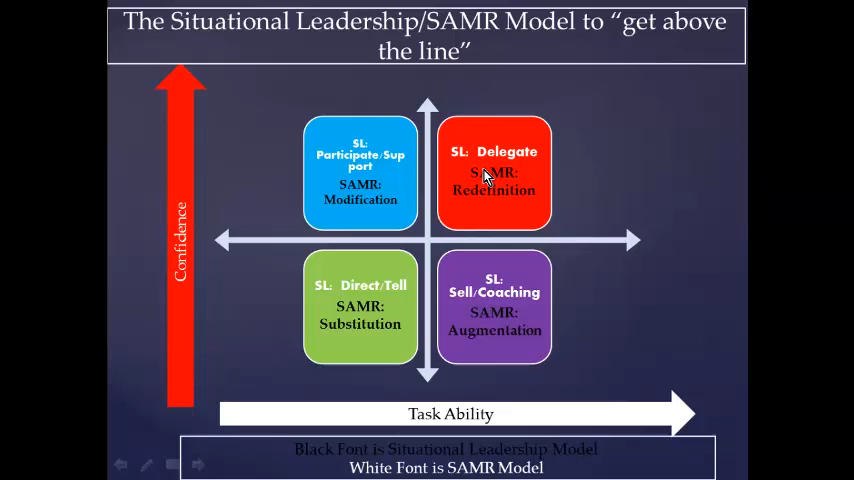 The Situational Leadership/SAMR Model to “get above
the line”
Confidence
SL:
Participate/Sup
port
SAMR:
Modification
SL: Delegate
SAMR:
Redefinition
SL: Direct/Tell
SAMR:
Substitution
SL:
Sell/Coaching
SAMR:
Augmentation
Task Ability
Black Font is Situational Leadership Model
White Font is SAMR Model